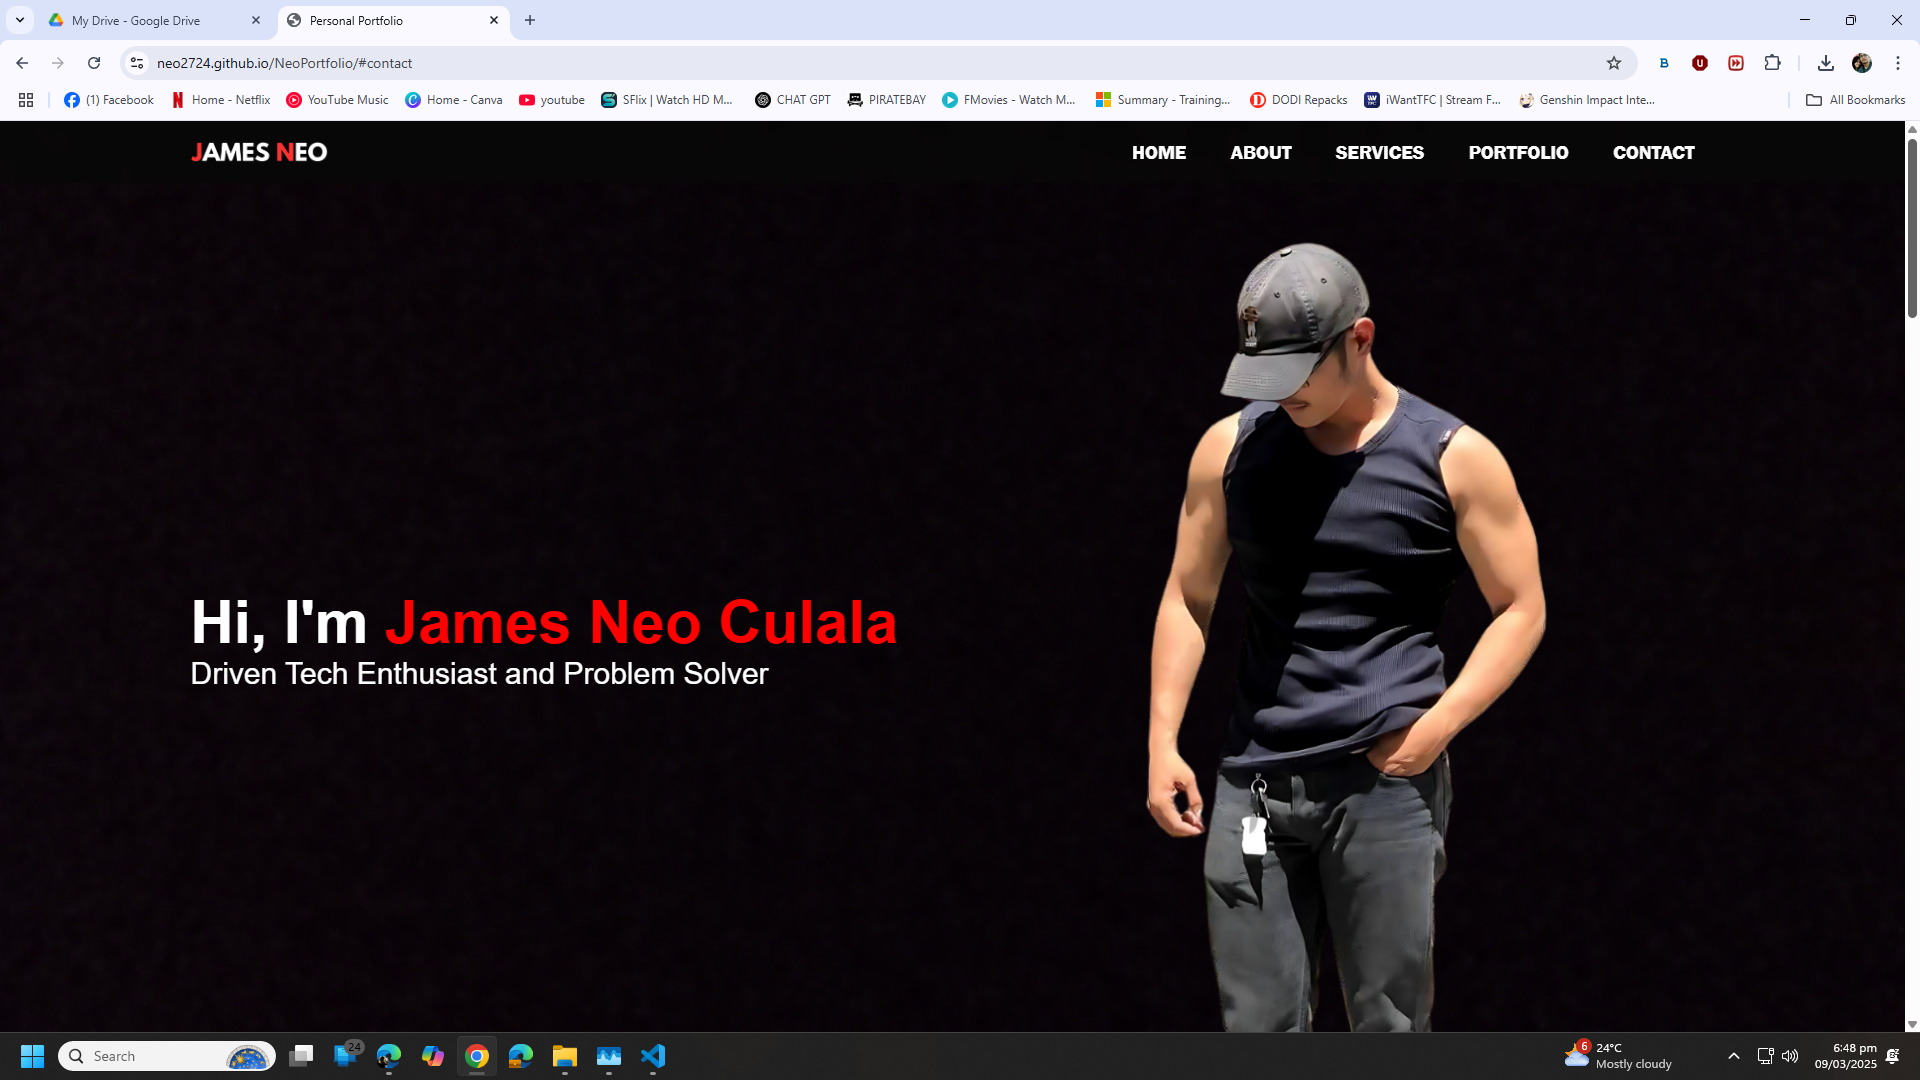 My Drive - Google Drive
Personal Portfolio
neo2724.github.io/NeoPortfolio/#contact
(1) Facebook
Home - Netflix
YouTube Music
Home - Canva
youtube
SFlix | Watch HD M...
CHAT GPT
PIRATEBAY
FMovies - Watch M...
Summary - Training...
DODI Repacks
iWantTFC | Stream F...
Genshin Impact Inte...
All Bookmarks
JAMES NEO
HOME
ABOUT
SERVICES
PORTFOLIO
CONTACT
Hi, I'm James Neo Culala
Driven Tech Enthusiast and Problem Solver
Search
24
6
24°C
Mostly cloudy
6:48 pm
09/03/2025